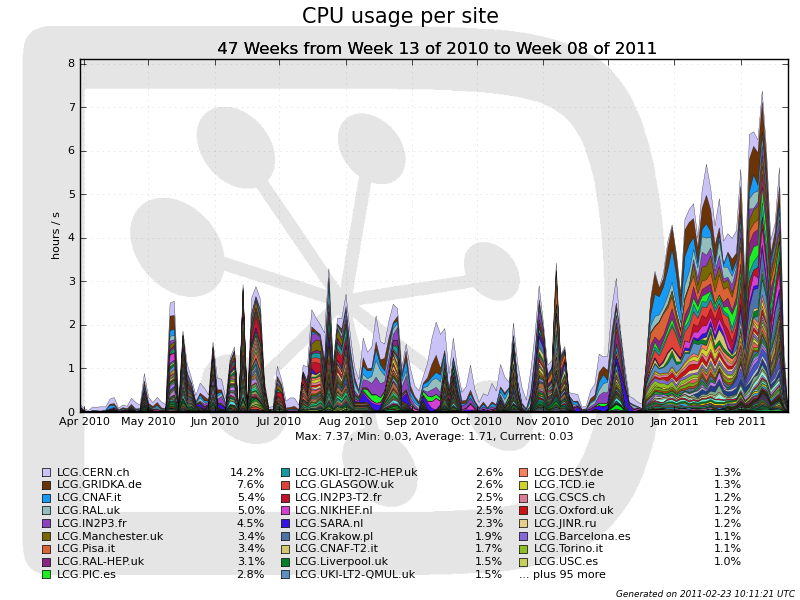 CPU usage per site
47 Weeks from Week 13 of 2010 to Week 08 of 2011
8
7
6
5
4
3
2
1
0
hours / s
Apr 2010 May 2010 Jun 2010 Jul 2010 Aug 2010 Sep 2010 Oct 2010 Nov 2010 Dec 2010 Jan 2011 Feb 2011
Max: 7.37, Min: 0.03, Average: 1.71, Current: 0.03
LCG.CERN.ch 14.2% LCG.UKI-LT2-IC-HEP.uk 2.6% LCG.DESY.de 1.3%
LCG.GRIDKA.de 7.6% LCG.GLASGOW.uk 2.6% LCG.TCD.ie 1.3%
LCG.CNAF.it 5.4% LCG.IN2P3-T2.fr 2.5% LCG.CSCS.ch 1.2%
LCG.RAL.uk 5.0% LCG.NIKHEF.nl 2.5% LCG.Oxford.uk 1.2%
LCG.IN2P3.fr 4.5% LCG.SARA.nl 2.3% LCG.JINR.ru 1.2%
LCG.Manchester.uk 3.4% LCG.Krakow.pl 1.9% LCG.Barcelona.es 1.1%
LCG.Pisa.it 3.4% LCG.CNAF-T2.it 1.7% LCG.Torino.it 1.1%
LCG.RAL-HEP.uk 3.1% LCG.Liverpool.uk 1.5% LCG.USC.es 1.0%
LCG.PIC.es 2.8% LCG.UKI-LT2-QMUL.uk 1.5% ... plus 95 more
Generated on 2011-02-23 10:11:21 UTC